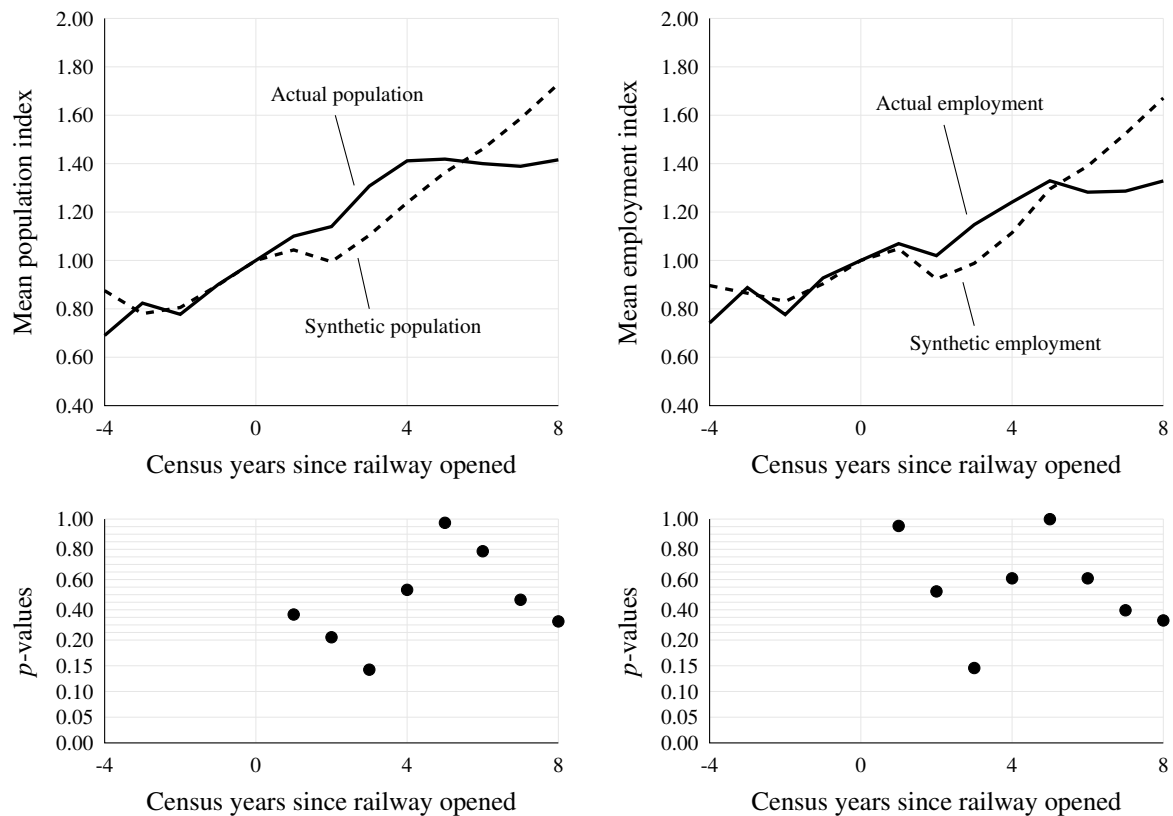 Mean population index
2.00
1.80
1.60
1.40
1.20
1.00
0.80
0.60
0.40
Actual population
Synthetic population
-4 0 4 8
Census years since railway opened
Mean employment index
2.00
1.80
1.60
1.40
1.20
1.00
0.80
0.60
0.40
Actual employment
Synthetic employment
-4 0 4 8
Census years since railway opened
p-values
1.00
0.80
0.60
0.40
0.20
0.15
0.10
0.05
0.00
-4 0 4 8
Census years since railway opened
p-values
1.00
0.80
0.60
0.40
0.20
0.15
0.10
0.05
0.00
-4 0 4 8
Census years since railway opened